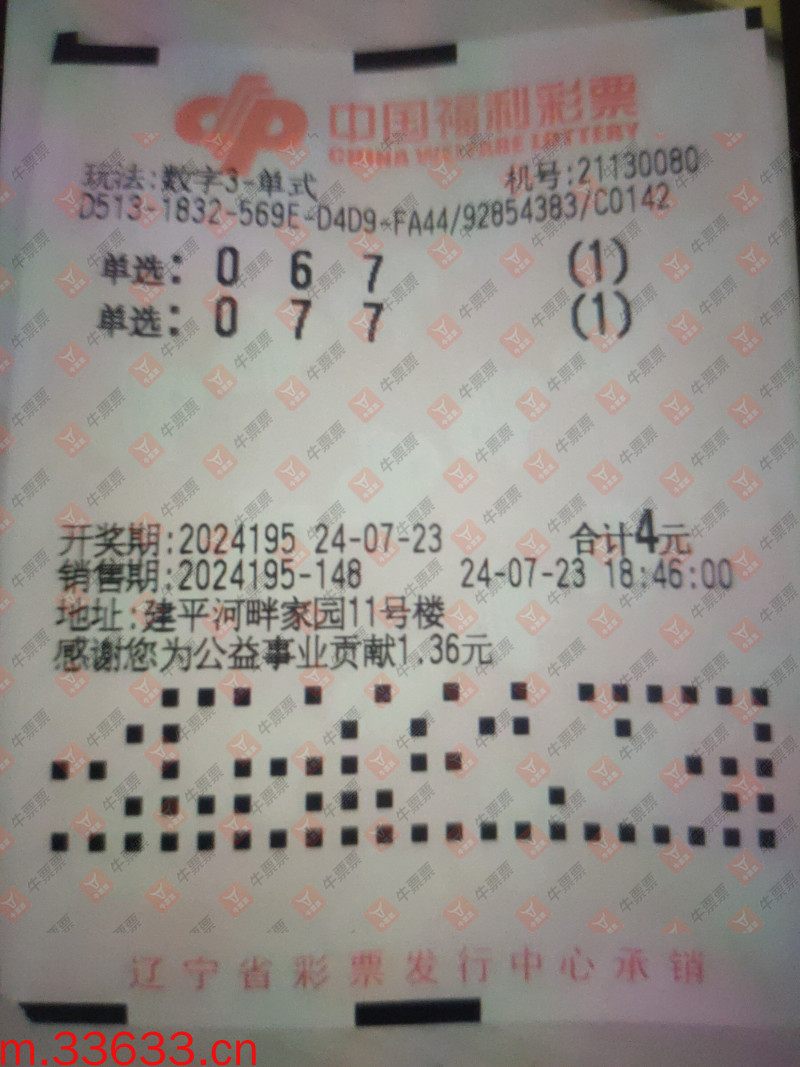 中国福利彩票
CHINA WELFARE LOTTERY
玩法:数字3-单式 机号:21130080
D513-1832-569E-D4D9-FA44/92854383/C0142
单选: 0 6 7 (1)
单选: 0 7 7 (1)
开奖期:2024195 24-07-23 合计4元
销售期:2024195-148 24-07-23 18:46:00
地址:建平河畔家园11号楼
感谢您为公益事业贡献1.36元
辽宁省彩票发行中心承销
m.33633.cn
牛票票